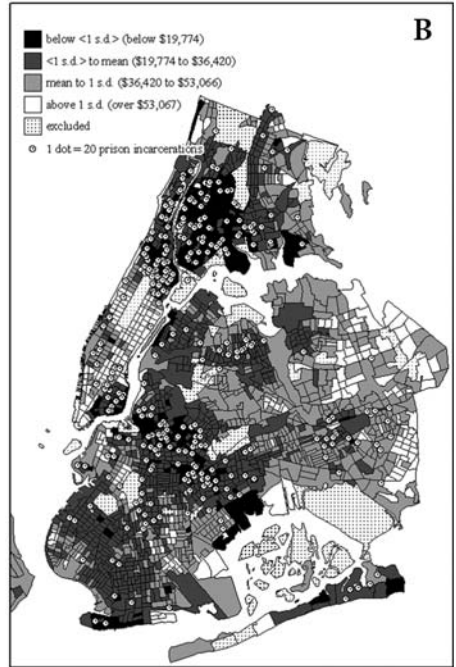 B
below <1 s.d.> (below $19,774)
<1 s.d.> to mean ($19,774 to $36,420)
mean to 1 s.d. ($36,420 to $53,066)
above 1 s.d. (over $53,067)
excluded
1 dot = 20 prison incarcerations